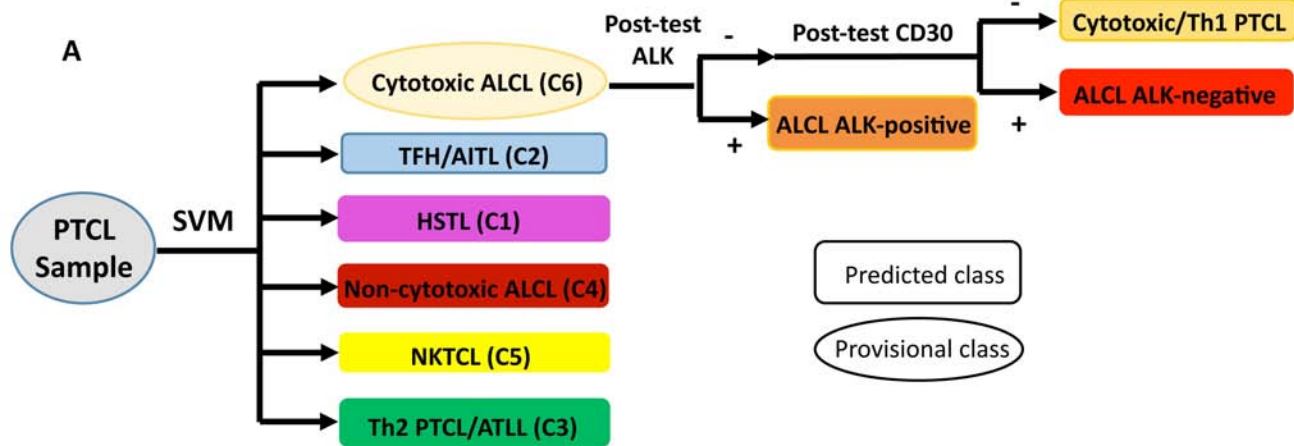 A
PTCL
Sample
SVM
Cytotoxic ALCL (C6)
TFH/AITL (C2)
HSTL (C1)
Non-cytotoxic ALCL (C4)
NKTCL (C5)
Th2 PTCL/ATLL (C3)
Post-test
ALK
-
+
ALCL ALK-positive
Post-test CD30
-
+
Cytotoxic/Th1 PTCL
ALCL ALK-negative
Predicted class
Provisional class